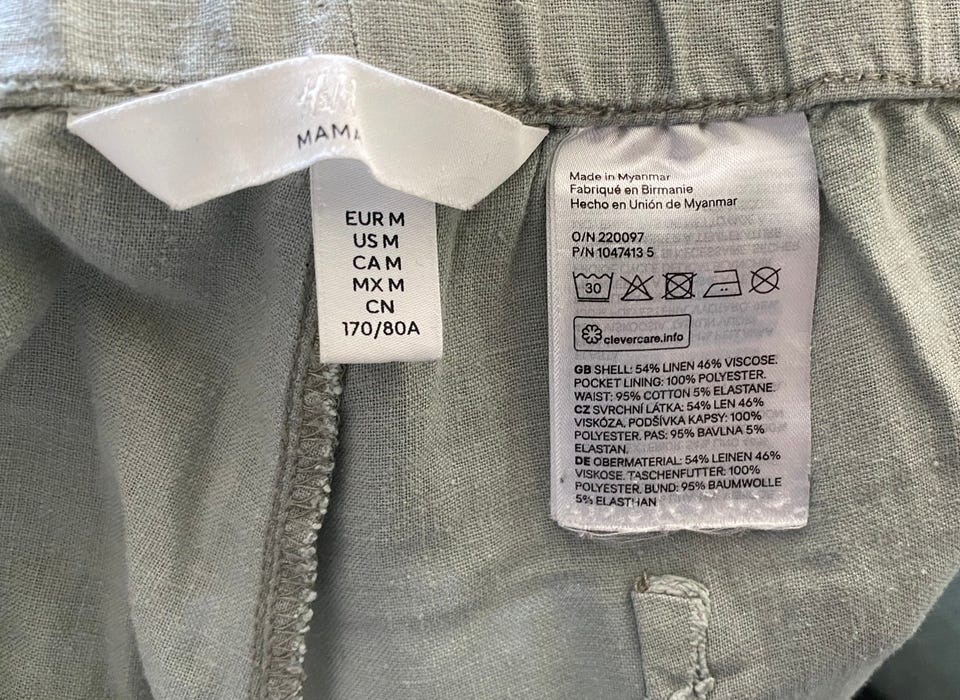 H&M
MAMA
EUR M
US M
CA M
MX M
CN
170/80A
Made in Myanmar
Fabriqué en Birmanie
Hecho en Unión de Myanmar
O/N 220097
P/N 1047413 5
30
clevercare.info
GB SHELL: 54% LINEN 46% VISCOSE.
POCKET LINING: 100% POLYESTER.
WAIST: 95% COTTON 5% ELASTANE.
CZ SVRCHNÍ LÁTKA: 54% LEN 46%
VISKÓZA. PODŠÍVKA KAPSY: 100%
POLYESTER. PAS: 95% BAVLNA 5%
ELASTAN.
DE OBERMATERIAL: 54% LEINEN 46%
VISKOSE. TASCHENFUTTER: 100%
POLYESTER. BUND: 95% BAUMWOLLE
5% ELASTHAN